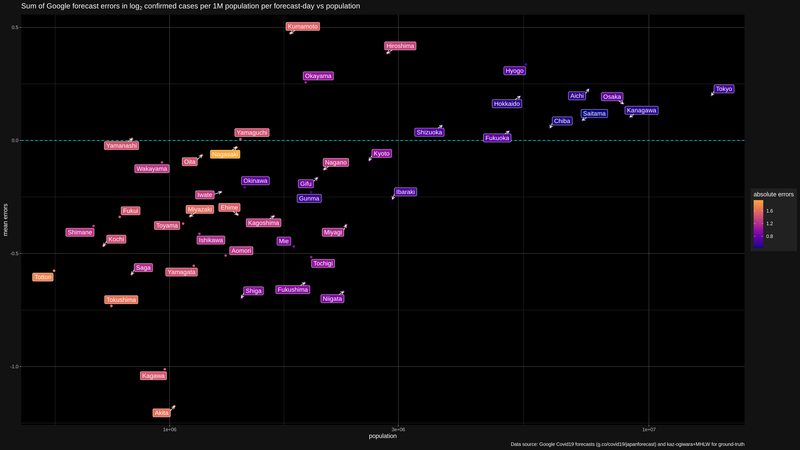 Sum of Google forecast errors in log2 confirmed cases per 1M population per forecast-day vs population
0.5
Kumamoto
Hiroshima
Okayama
Hyogo
Tokyo
Aichi
Osaka
Hokkaido
Kanagawa
Saitama
Chiba
Shizuoka
Yamaguchi
Fukuoka
0.0
Yamanashi
Nagasaki
Kyoto
Oita
Nagano
Wakayama
Okinawa
Gifu
Ibaraki
Iwate
Gunma
Miyazaki
Ehime
Fukui
Toyama
Kagoshima
Shimane
Miyagi
Kochi
Ishikawa
Mie
Aomori
-0.5
Tochigi
Saga
Yamagata
Tottori
Shiga
Fukushima
Niigata
Tokushima
-1.0
Kagawa
Akita
mean errors
1e+06
3e+06
1e+07
population
absolute errors
1.6
1.2
0.8
Data source: Google Covid19 forecasts (g.co/covid19/japanforecast) and kaz-ogiwara+MHLW for ground-truth